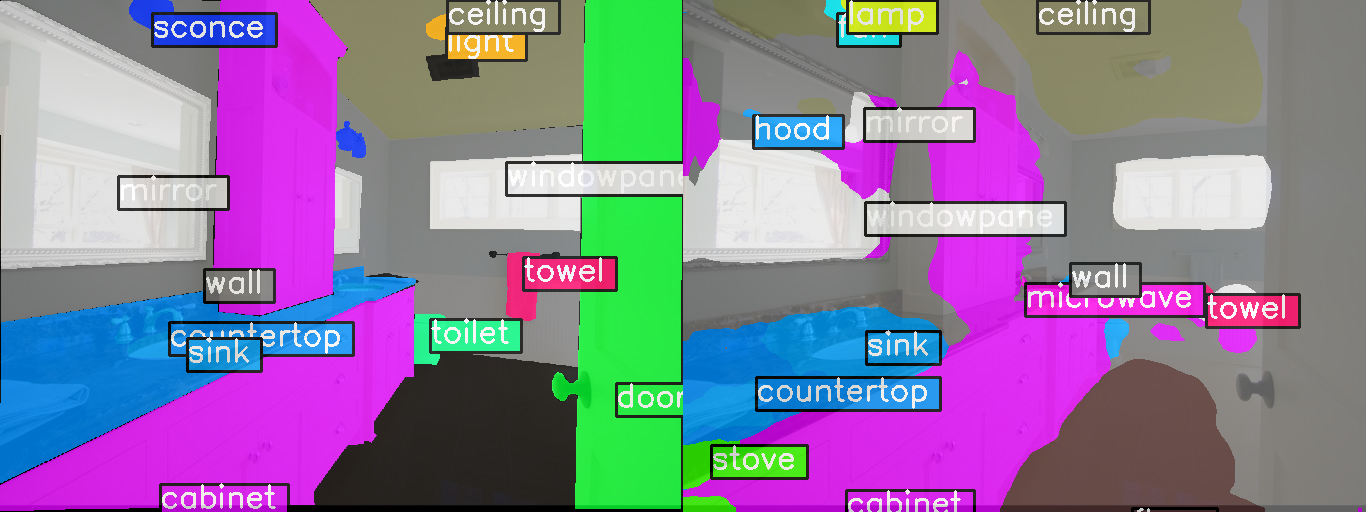 sconce
ceiling
light
mirror
windowpane
wall
towel
countertop
toilet
sink
door
cabinet
lamp
fan
ceiling
hood
mirror
windowpane
wall
microwave
towel
sink
countertop
stove
cabinet